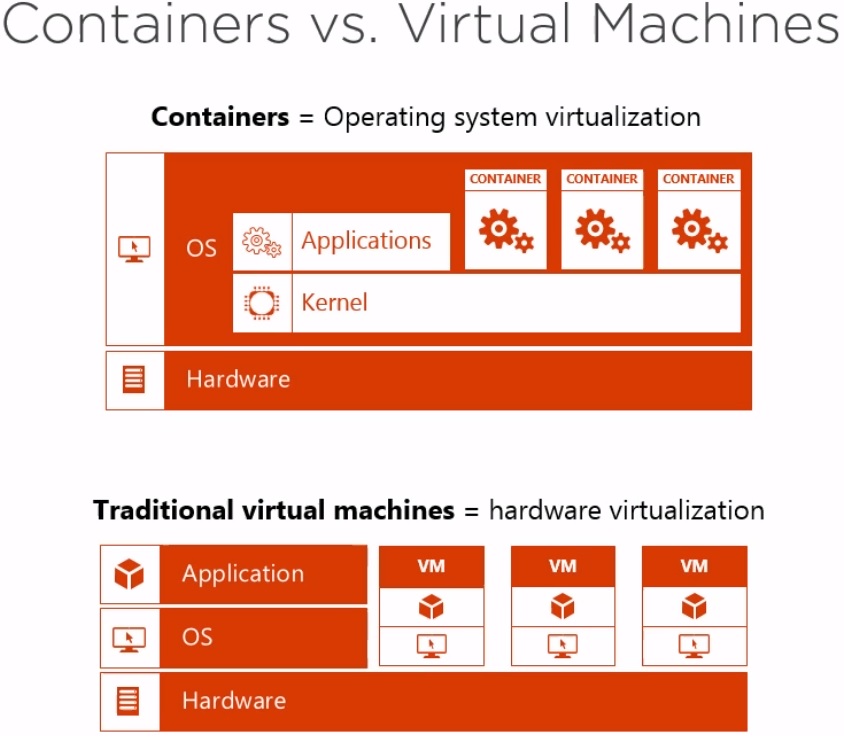 Containers vs. Virtual Machines
Containers = Operating system virtualization
CONTAINER CONTAINER CONTAINER
OS
Applications
Kernel
Hardware
Traditional virtual machines = hardware virtualization
Application
VM VM VM
OS
Hardware